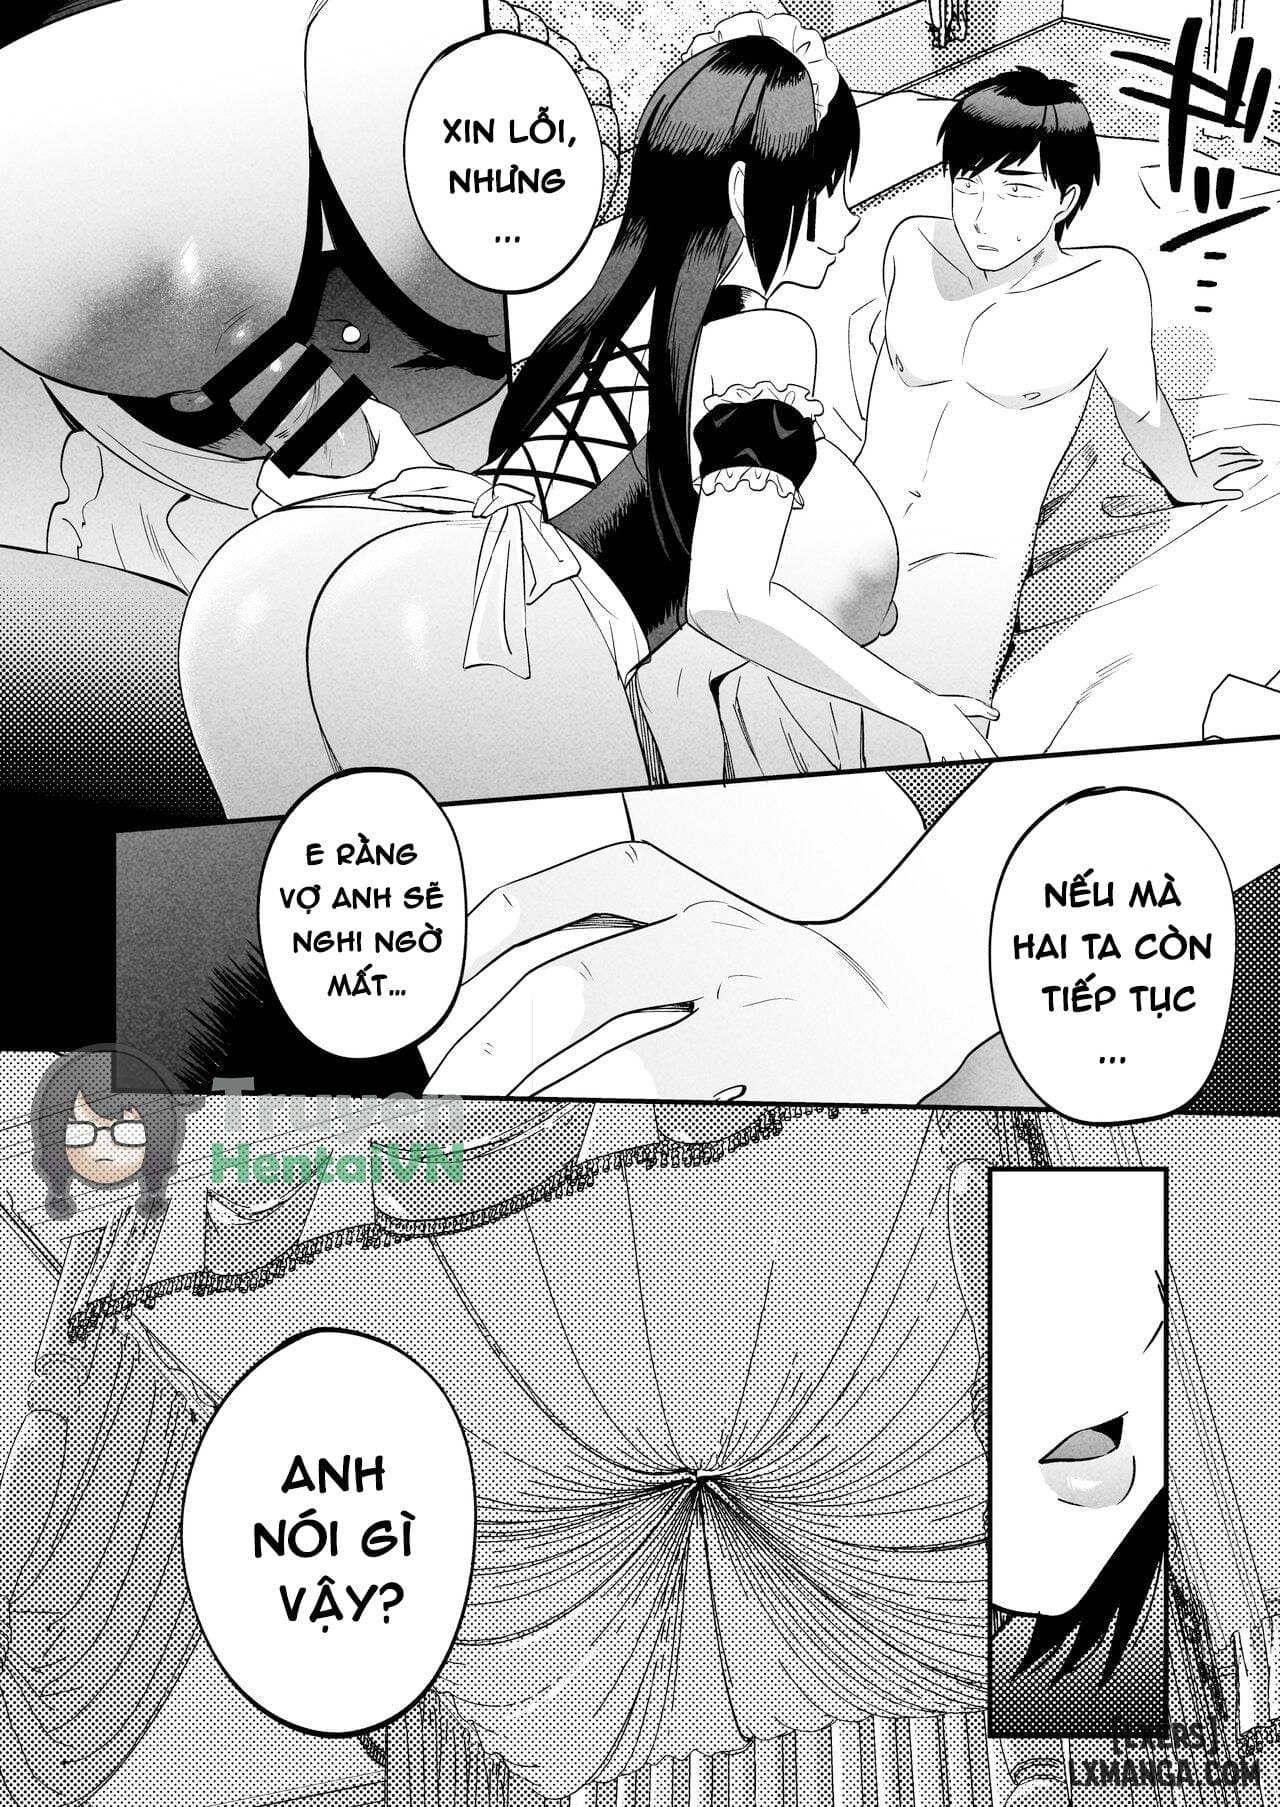 XIN LỖI,
NHƯNG
...
NẾU MÀ
HAI TA CÒN
TIẾP TỤC
...
E RẰNG
VỢ ANH SẼ
NGHI NGỜ
MẤT...
Truyen
HentaiVN
ANH
NÓI GÌ
VẬY?
[LXERS]
LXMANGA.COM